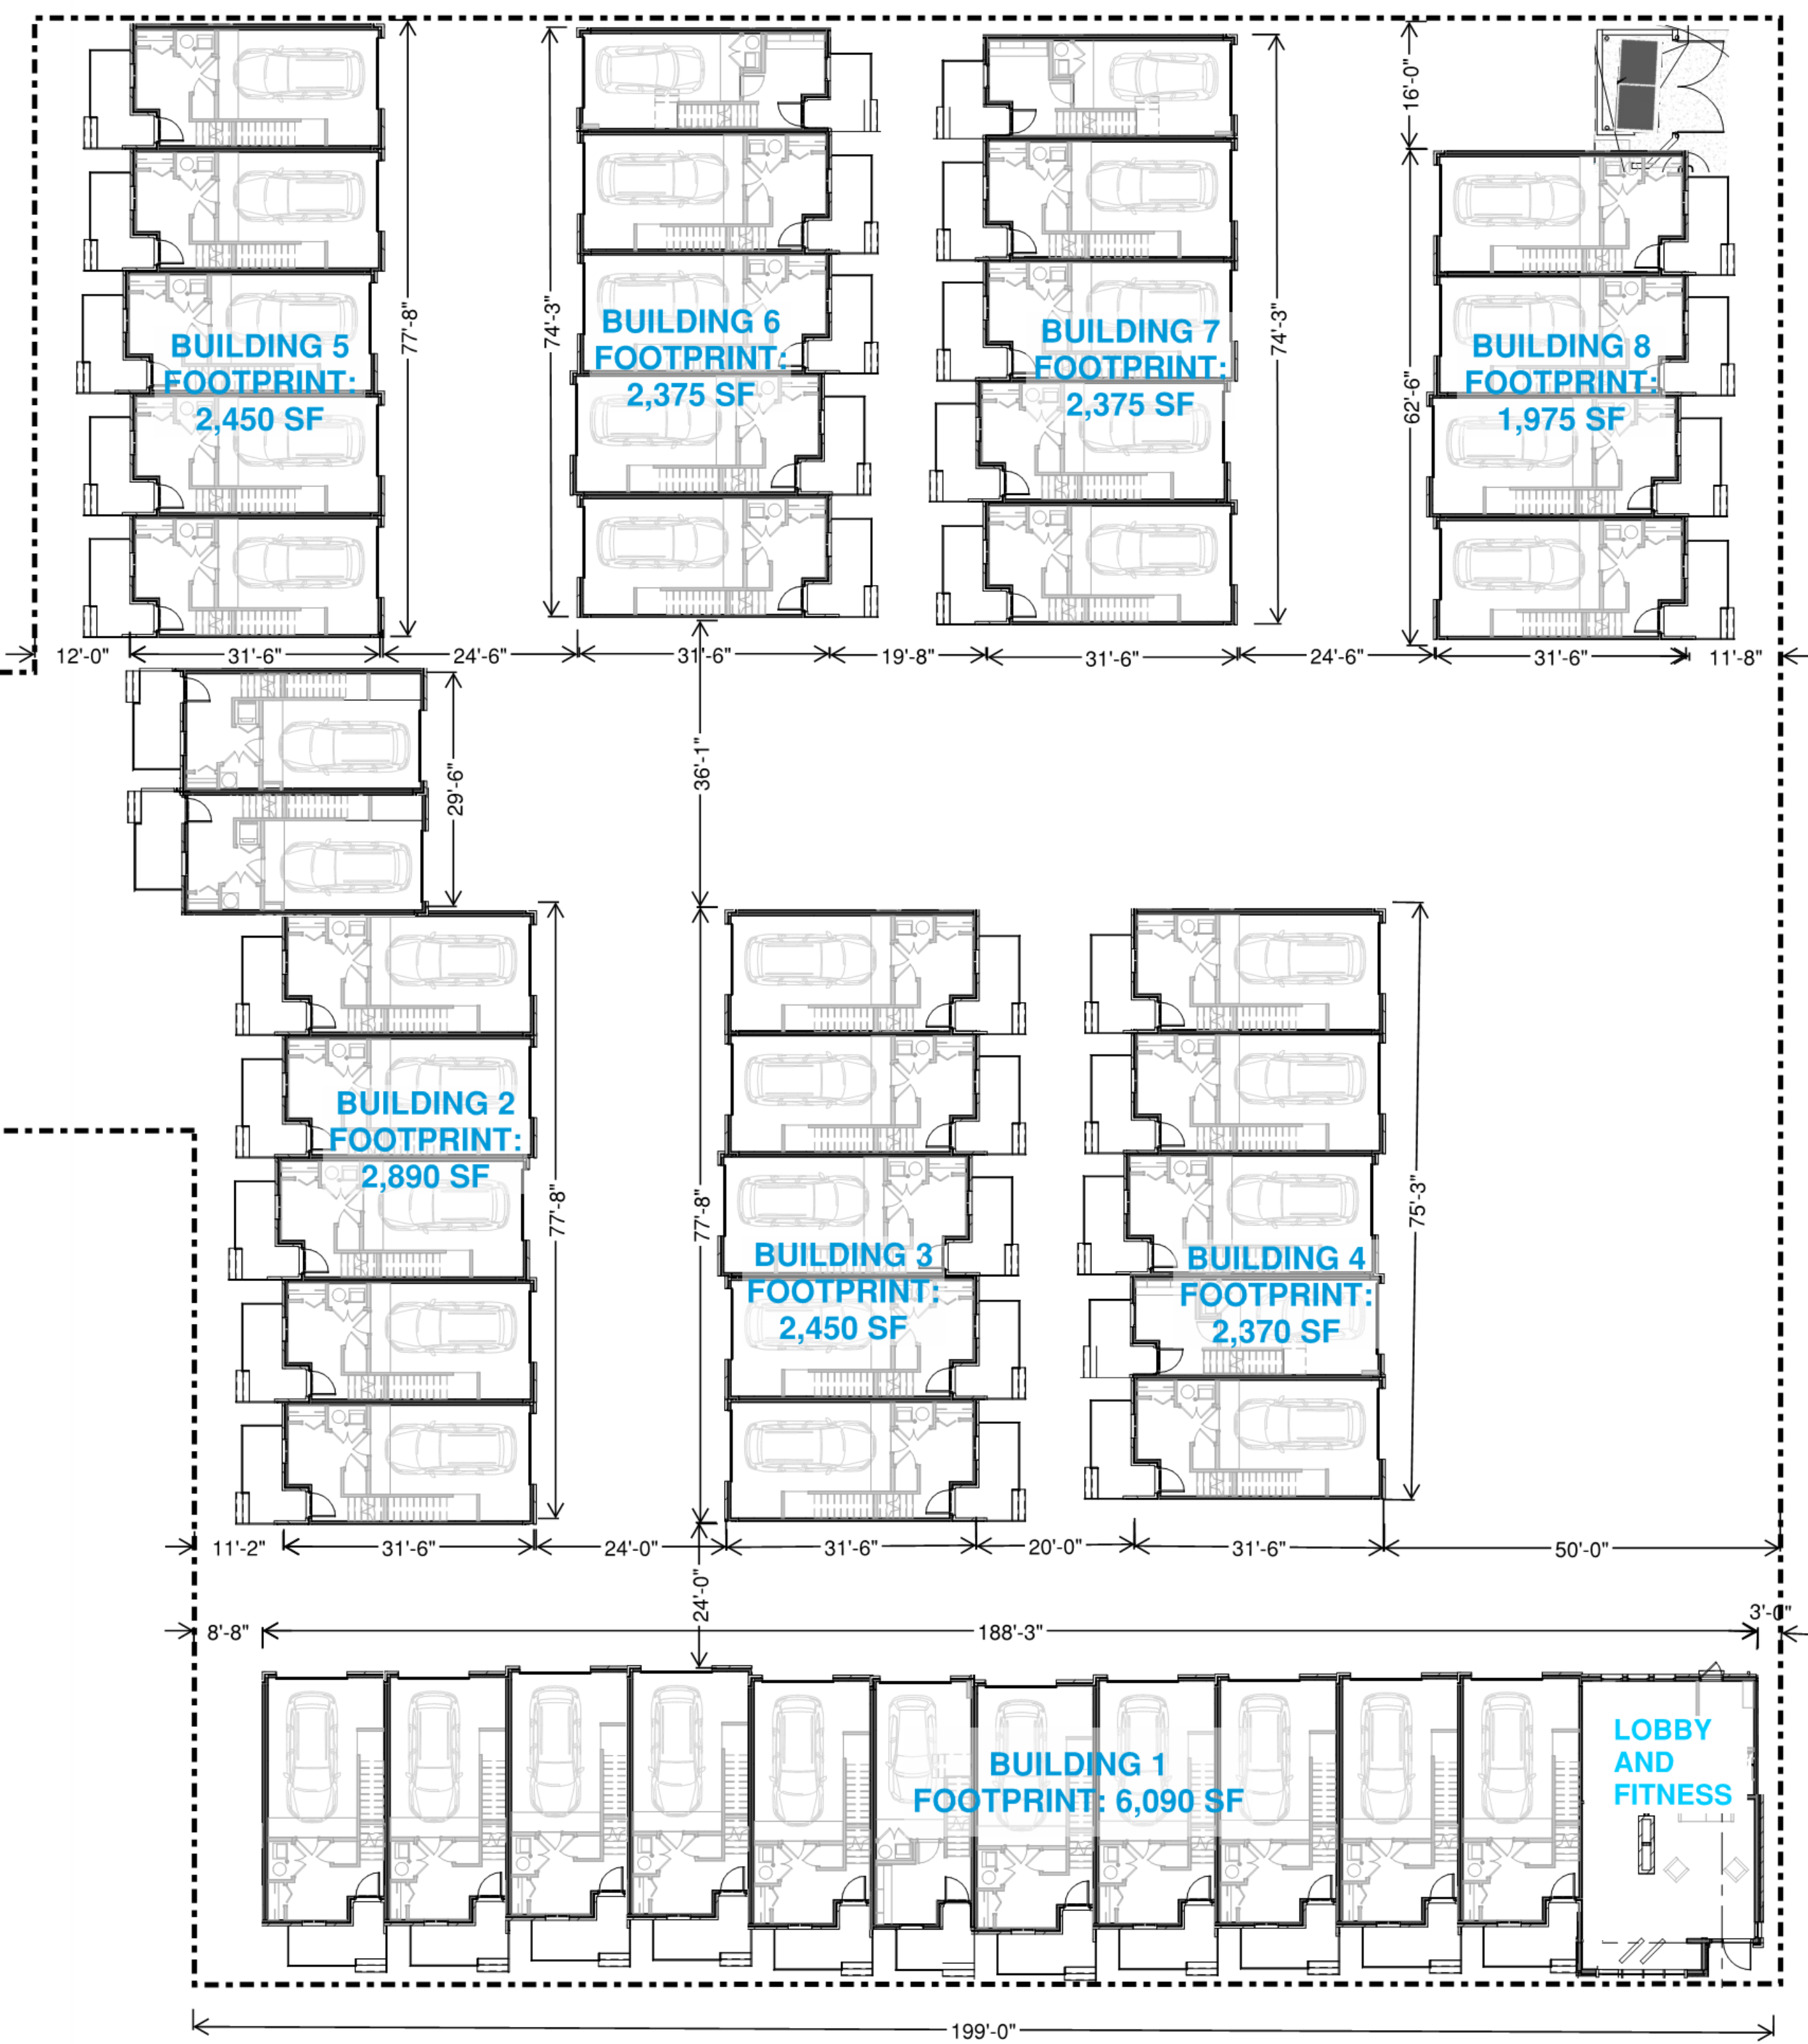 16'-0"
77'-8"
74'-3"
74'-3"
62'-6"
BUILDING 5
FOOTPRINT:
2,450 SF
BUILDING 6
FOOTPRINT:
2,375 SF
BUILDING 7
FOOTPRINT:
2,375 SF
BUILDING 8
FOOTPRINT:
1,975 SF
12'-0"
31'-6"
24'-6"
31'-6"
19'-8"
31'-6"
24'-6"
31'-6"
11'-8"
29'-6"
36'-1"
BUILDING 2
FOOTPRINT:
2,890 SF
77'-8"
77'-8"
BUILDING 3
FOOTPRINT:
2,450 SF
BUILDING 4
FOOTPRINT:
2,370 SF
75'-3"
11'-2"
31'-6"
24'-0"
31'-6"
20'-0"
31'-6"
50'-0"
24'-0"
8'-8"
188'-3"
3'-0"
BUILDING 1
FOOTPRINT: 6,090 SF
LOBBY
AND
FITNESS
199'-0"